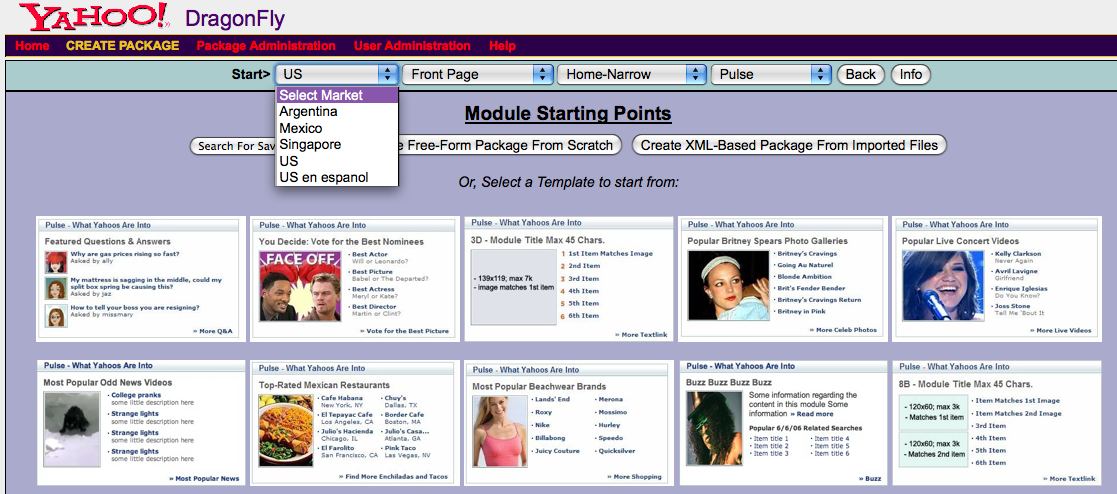 YAHOO! DragonFly
Home CREATE PACKAGE Package Administration User Administration Help
Start> US Front Page Home-Narrow Pulse Back Info
Select Market
Argentina
Mexico
Singapore
US
US en espanol
Module Starting Points
Search For Sav
e Free-Form Package From Scratch
Create XML-Based Package From Imported Files
Or, Select a Template to start from:
Pulse - What Yahoos Are Into
Featured Questions & Answers
Why are gas prices rising so fast?
Asked by ally
My mattress is sagging in the middle, could my
split box spring be causing this?
Asked by jaz
How to tell your boss you are resigning?
Asked by missmary
» More Q&A
Pulse - What Yahoos Are Into
You Decide: Vote for the Best Nominees
FACE OFF
· Best Actor
Will or Leonardo?
· Best Picture
Babel or The Departed?
· Best Actress
Meryl or Kate?
· Best Director
Martin or Clint?
» Vote for the Best Picture
Pulse - What Yahoos Are Into
3D - Module Title Max 45 Chars.
- 139x119; max 7k
- image matches 1st item
1 1st Item Matches Image
2 2nd Item
3 3rd Item
4 4th Item
5 5th Item
6 6th Item
» More Textlink
Pulse - What Yahoos Are Into
Popular Britney Spears Photo Galleries
· Britney's Cravings
· Going Au Naturel
· Blonde Ambition
· Brit's Fender Bender
· Britney's Cravings Return
· Britney in Pink
» More Celeb Photos
Pulse - What Yahoos Are Into
Popular Live Concert Videos
· Kelly Clarkson
Never Again
· Avril Lavigne
Girlfriend
· Enrique Iglesias
Do You Know?
· Joss Stone
Tell Me 'Bout It
» More Live Videos
Pulse - What Yahoos Are Into
Most Popular Odd News Videos
· College pranks
some little description here
· Strange lights
some little description here
· Strange lights
some little description here
· Strange lights
some little description here
» Most Popular News
Pulse - What Yahoos Are Into
Top-Rated Mexican Restaurants
· Cafe Habana
New York, NY
· El Tepayac Cafe
Los Angeles, CA
· Julio's Hacienda
Chicago, IL
· El Farolito
San Francisco, CA
· Chuy's
Dallas, TX
· Border Cafe
Boston, MA
· Julio's Casa...
Atlanta, GA
· Pink Taco
Las Vegas, NV
» Find More Enchiladas and Tacos
Pulse - What Yahoos Are Into
Most Popular Beachwear Brands
· Lands' End
· Roxy
· Nike
· Billabong
· Juicy Couture
· Merona
· Mossimo
· Hurley
· Speedo
· Quicksilver
» More Shopping
Pulse - What Yahoos Are Into
Buzz Buzz Buzz Buzz
Some information regarding the
content in this module Some
information » Read more
Popular 6/6/06 Related Searches
· Item title 1
· Item title 2
· Item title 3
· Item title 4
· Item title 5
· Item title 6
» Buzz
Pulse - What Yahoos Are Into
8B - Module Title Max 45 Chars.
- 120x60; max 3k
- Matches 1st item
- 120x60; max 3k
- Matches 2nd item
· Item Matches 1st Image
· Item Matches 2nd Image
· 3rd Item
· 4th Item
· 5th Item
· 6th Item
» More Textlink